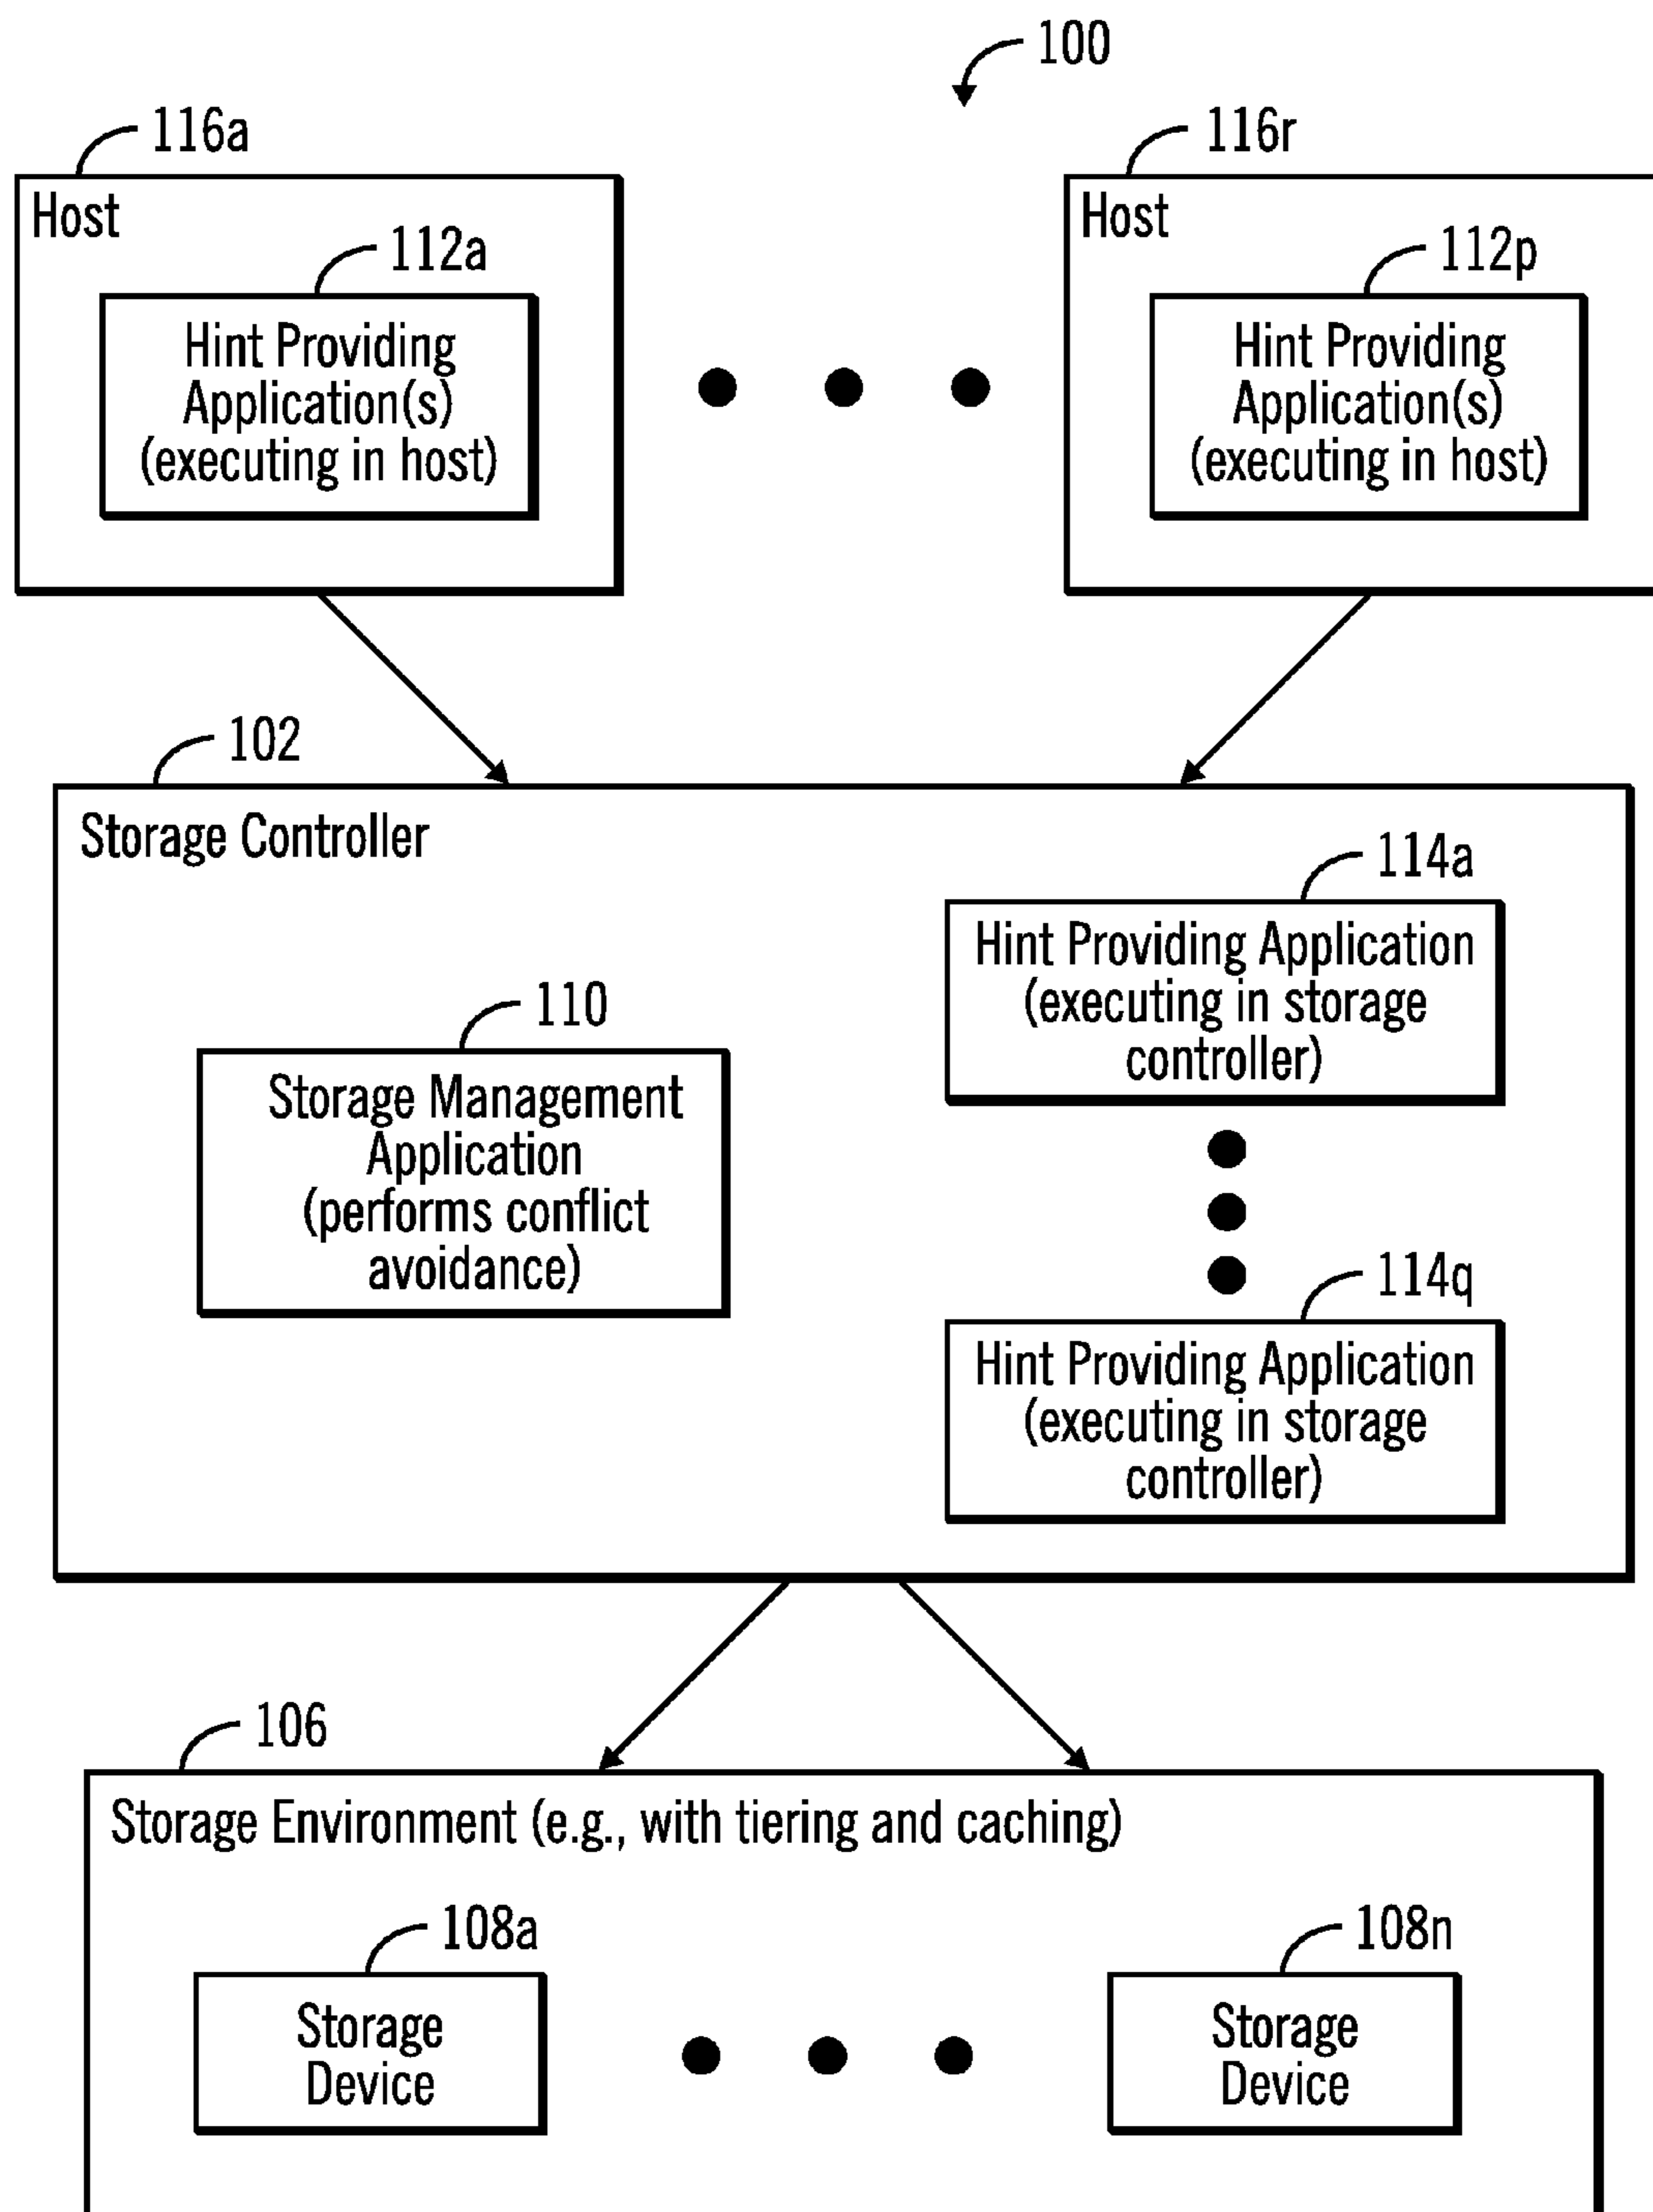 100
116a
116r
Host
Host
112a
112p
Hint Providing
Application(s)
(executing in host)
Hint Providing
Application(s)
(executing in host)
102
Storage Controller
114a
Hint Providing Application
(executing in storage
controller)
110
Storage Management
Application
(performs conflict
avoidance)
114q
Hint Providing Application
(executing in storage
controller)
106
Storage Environment (e.g., with tiering and caching)
108a
108n
Storage
Device
Storage
Device